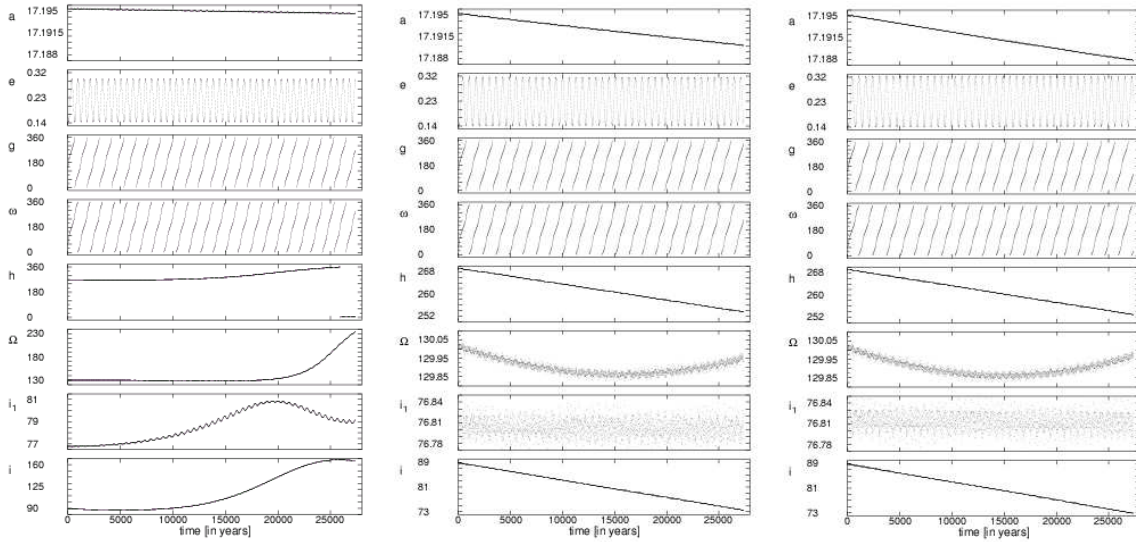 a
17.195
17.1915
17.188
e
0.32
0.23
0.14
g
360
180
0
ω
360
180
0
h
360
180
0
Ω
230
180
130
i1
81
79
77
i
160
125
90
0 5000 10000 15000 20000 25000
time [in years]
a
17.195
17.1915
17.188
e
0.32
0.23
0.14
g
360
180
0
ω
360
180
0
h
268
260
252
Ω
130.05
129.95
129.85
i1
76.84
76.81
76.78
i
89
81
73
0 5000 10000 15000 20000 25000
time [in years]
a
17.195
17.1915
17.188
e
0.32
0.23
0.14
g
360
180
0
ω
360
180
0
h
268
260
252
Ω
130.05
129.95
129.85
i1
76.84
76.81
76.78
i
89
81
73
0 5000 10000 15000 20000 25000
time [in years]